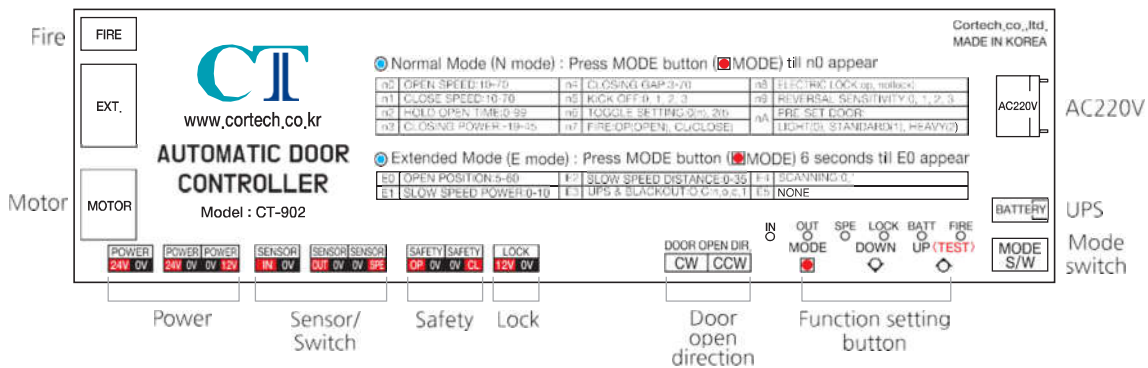 Fire
FIRE
EXT.
Motor
MOTOR
CT
www.cortech.co.kr
AUTOMATIC DOOR
CONTROLLER
Model : CT-902
Cortech.co.,ltd.
MADE IN KOREA
Normal Mode (N mode) : Press MODE button (MODE) till n0 appear
n0 OPEN SPEED:10-70 n4 CLOSING GAP:3-70 n8 ELECTRIC LOCK:op, no(lock)
n1 CLOSE SPEED:10-70 n5 KICK OFF:0, 1, 2, 3 n9 REVERSAL SENSITIVITY:0, 1, 2, 3
n2 HOLD OPEN TIME:0-99 n6 TOGGLE SETTING:0(n), 2(t) nA PRE SET DOOR:
n3 CLOSING POWER:-19-45 n7 FIRE:OP(OPEN), CL(CLOSE) LIGHT(0), STANDARD(1), HEAVY(2)
Extended Mode (E mode) : Press MODE button (MODE) 6 seconds till E0 appear
E0 OPEN POSITION:5-60 E2 SLOW SPEED DISTANCE:0-35 E4 SCANNING:0,
E1 SLOW SPEED POWER:0-10 E3 UPS & BLACKOUT:O,C:n,o,c,1 E5 NONE
AC220V
AC220V
BATTERY
UPS
MODE
S/W
Mode
switch
IN OUT SPE LOCK BATT FIRE
MODE DOWN UP (TEST)
DOOR OPEN DIR.
CW CCW
POWER POWER POWER SENSOR SENSOR SENSOR SAFETY SAFETY LOCK
24V 0V 24V 0V 0V 12V IN 0V OUT 0V 0V SPE OP 0V 0V CL 12V 0V
Power
Sensor/
Switch
Safety
Lock
Door
open
direction
Function setting
button